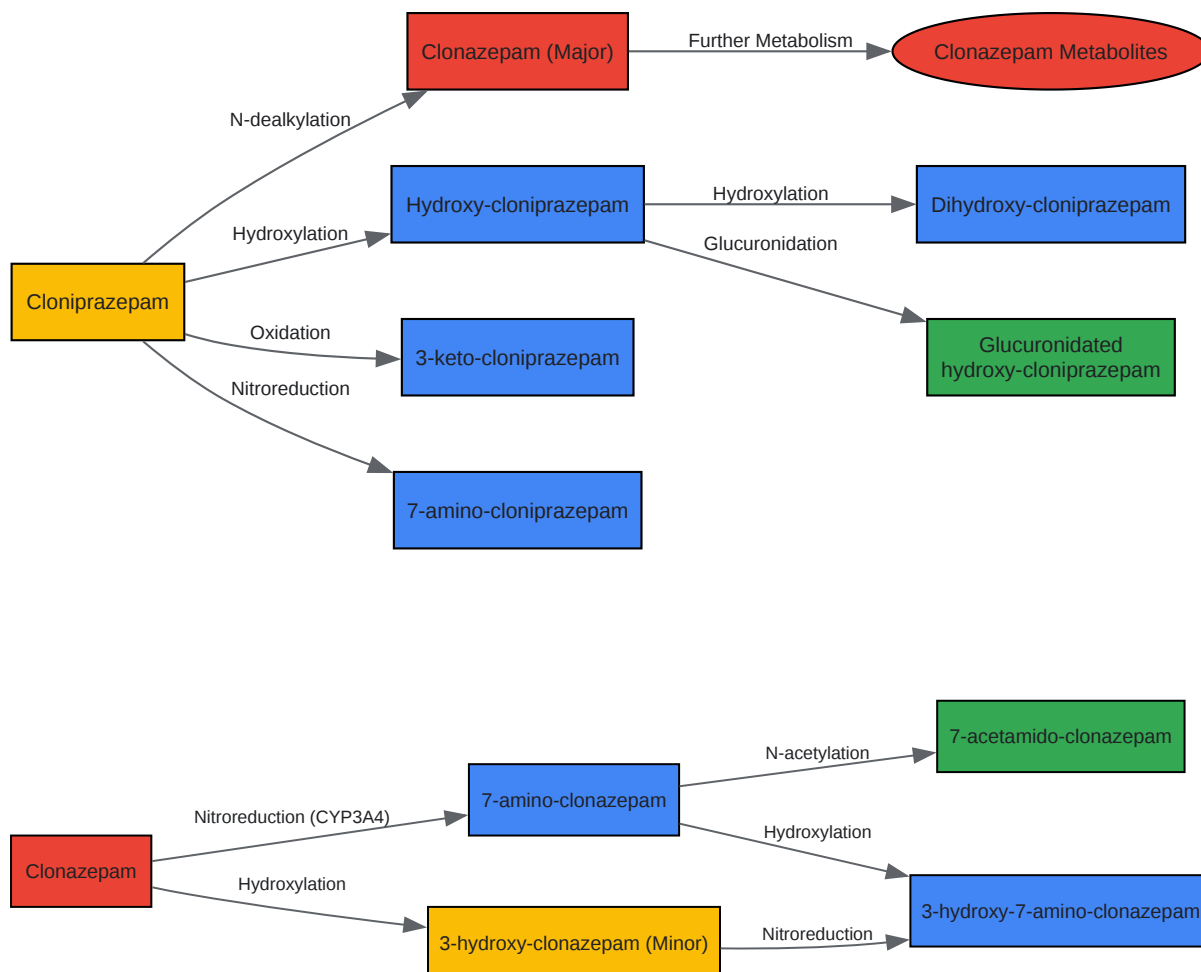 Clonazepam (Major)
Further Metabolism
Clonazepam Metabolites
N-dealkylation
Hydroxy-cloniprazepam
Hydroxylation
Dihydroxy-cloniprazepam
Hydroxylation
Glucuronidation
Cloniprazepam
Oxidation
3-keto-cloniprazepam
Glucuronidated
hydroxy-cloniprazepam
Nitroreduction
7-amino-cloniprazepam
7-acetamido-clonazepam
N-acetylation
7-amino-clonazepam
Nitroreduction (CYP3A4)
Hydroxylation
Clonazepam
Hydroxylation
3-hydroxy-7-amino-clonazepam
3-hydroxy-clonazepam (Minor)
Nitroreduction